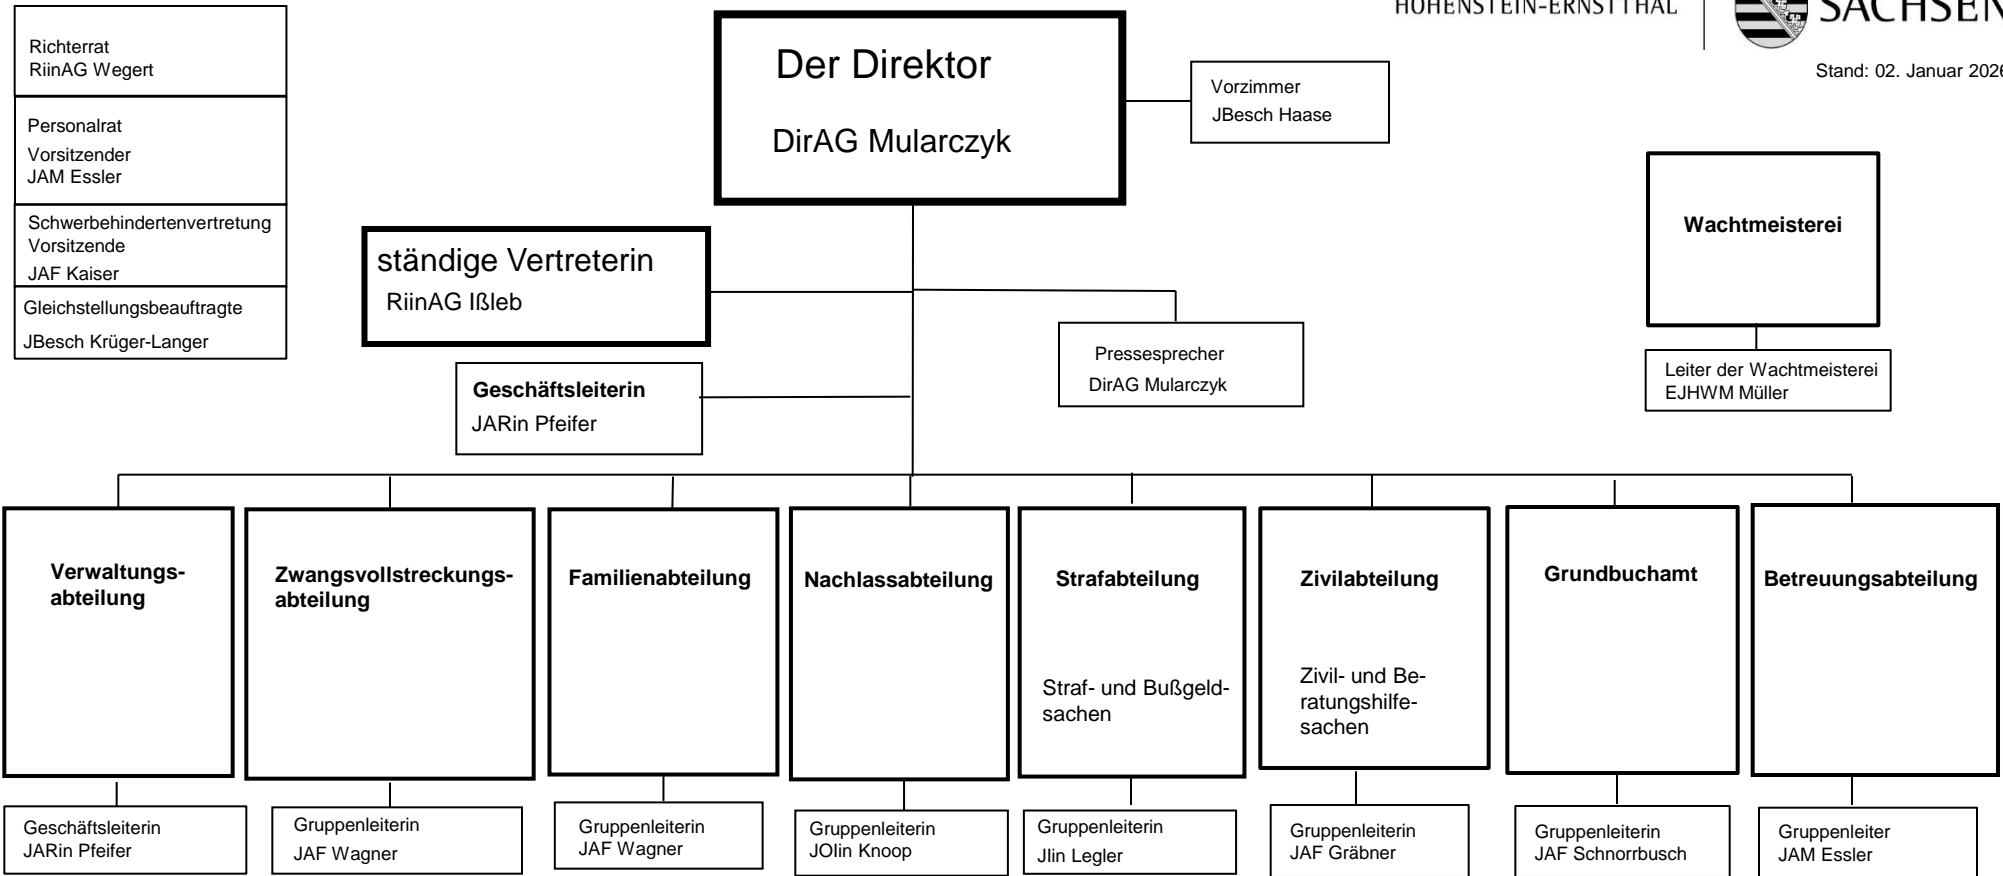 HOHENSTEIN-ERNSTTHAL
SACHSEN
Stand: 02. Januar 2026
Richterrat
RiinAG Wegert
Personalrat
Vorsitzender
JAM Essler
Schwerbehindertenvertretung
Vorsitzende
JAF Kaiser
Gleichstellungsbeauftragte
JBesch Krüger-Langer
Der Direktor
DirAG Mularczyk
Vorzimmer
JBesch Haase
ständige Vertreterin
RiinAG Ißleb
Geschäftsleiterin
JARin Pfeifer
Pressesprecher
DirAG Mularczyk
Wachtmeisterei
Leiter der Wachtmeisterei
EJHWM Müller
Verwaltungs-
abteilung
Zwangsvollstreckungs-
abteilung
Familienabteilung
Nachlassabteilung
Strafabteilung
Straf- und Bußgeld-
sachen
Zivilabteilung
Zivil- und Be-
ratungshilfe-
sachen
Grundbuchamt
Betreuungsabteilung
Geschäftsleiterin
JARin Pfeifer
Gruppenleiterin
JAF Wagner
Gruppenleiterin
JAF Wagner
Gruppenleiterin
JOIin Knoop
Gruppenleiterin
JIin Legler
Gruppenleiterin
JAF Gräbner
Gruppenleiterin
JAF Schnorrbusch
Gruppenleiter
JAM Essler